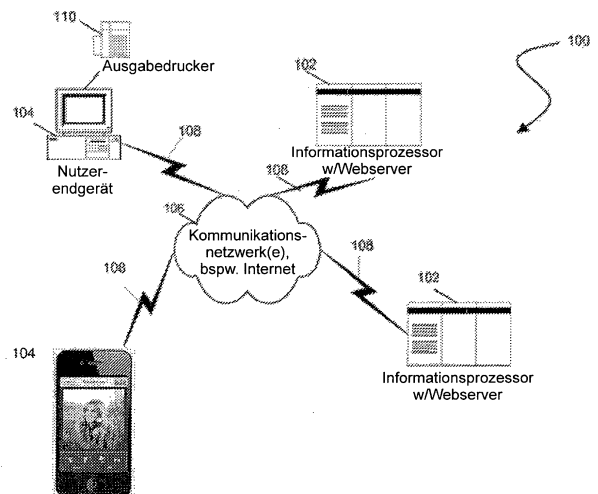 110
Ausgabedrucker
102
100
104
108
Nutzer-
endgerät
Informationsprozessor
w/Webserver
108
106
Kommunikations-
netzwerk(e),
bspw. Internet
108
108
102
104
Informationsprozessor
w/Webserver